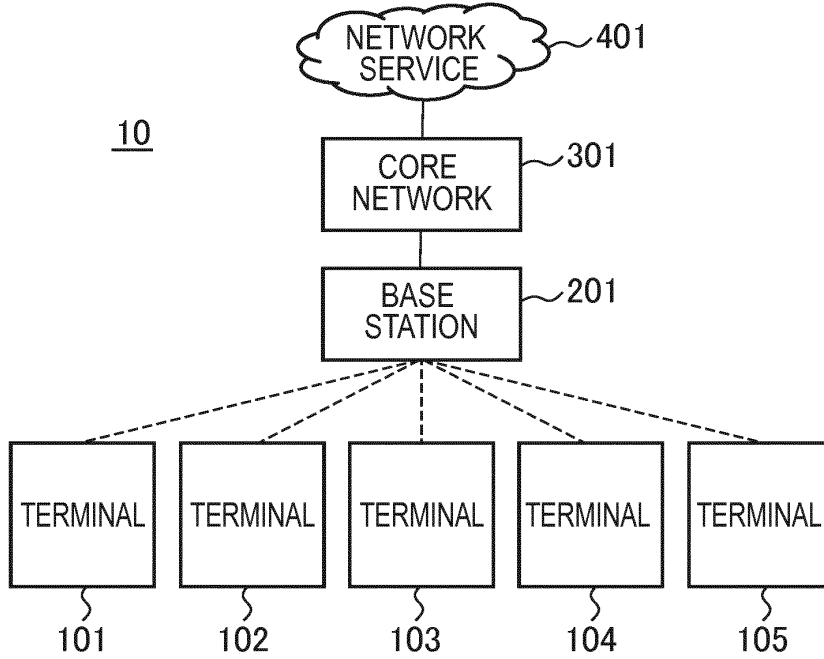 NETWORK
SERVICE
401
10
CORE
NETWORK
301
BASE
STATION
201
TERMINAL
TERMINAL
TERMINAL
TERMINAL
TERMINAL
101
102
103
104
105